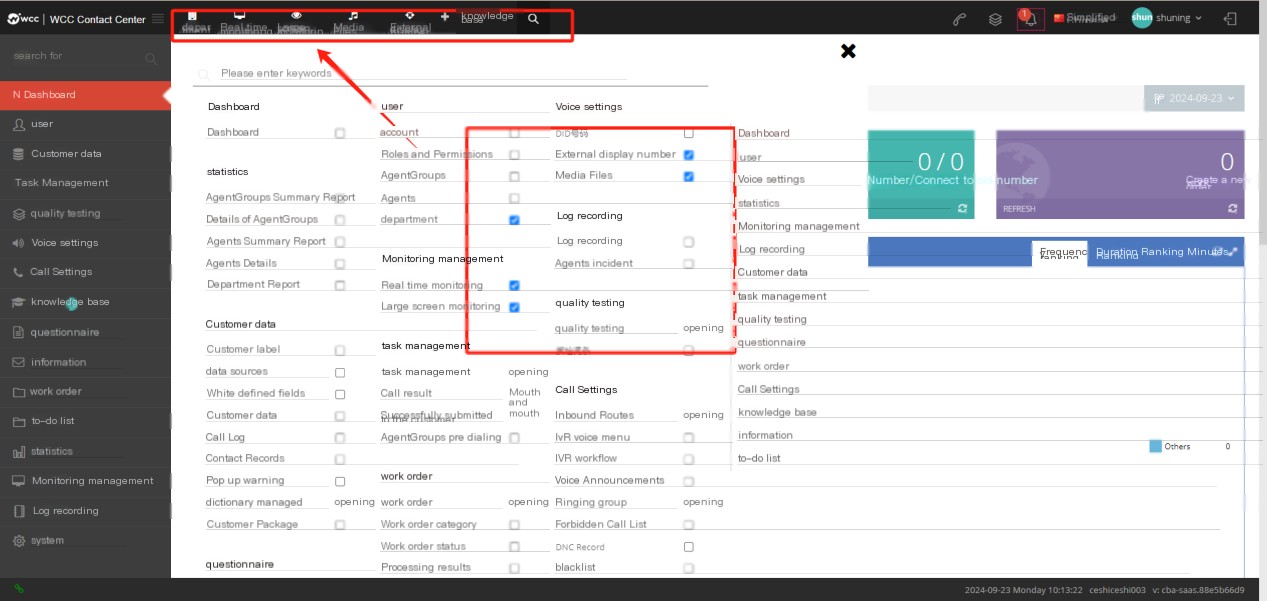 wcc | WCC Contact Center
Real time
Media
External
knowledge
base
1
Simplified
shun shuning
search for
Please enter keywords
N Dashboard
user
Customer data
Task Management
quality testing
Voice settings
Call Settings
knowledge base
questionnaire
information
work order
to-do list
statistics
Monitoring management
Log recording
system
Dashboard
Dashboard
statistics
AgentGroups Summary Report
Details of AgentGroups
Agents Summary Report
Agents Details
Department Report
Customer data
Customer label
data sources
White defined fields
Customer data
Call Log
Contact Records
Pop up warning
dictionary managed opening
Customer Package
questionnaire
user
account
Roles and Permissions
AgentGroups
Agents
department
Monitoring management
Real time monitoring
Large screen monitoring
task management
task management opening
Call result Mouth
and
mouth
Successfully submitted
to the customer
AgentGroups pre dialing
work order
work order opening
Work order category
Work order status
Processing results
Voice settings
DID号码
External display number
Media Files
Log recording
Log recording
Agents incident
quality testing
quality testing opening
Call Settings
Inbound Routes opening
IvR voice menu
IVR workflow
Voice Announcements
Ringing group opening
Forbidden Call List
DNC Record
blacklist
Dashboard
user
Voice settings
statistics
Monitoring management
Log recording
Customer data
task management
quality testing
questionnaire
work order
Call Settings
knowledge base
information
to-do list
2024-09-23
0 / 0
0
Create a new
REFRESH
Duration Ranking Minutes
Others 0
2024-09-23 Monday 10:13:22 ceshiceshi003 v: cba-saas.88e5b66d9